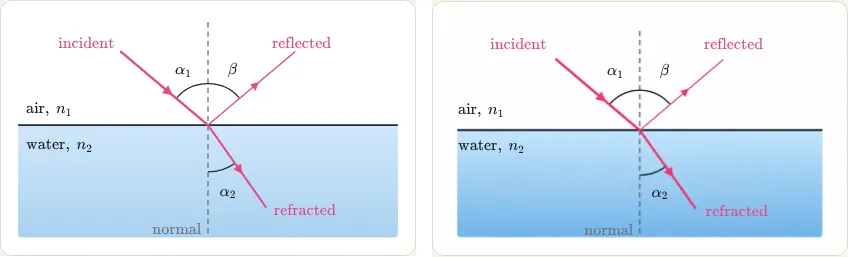 incident
reflected
α₁
β
air, n₁
water, n₂
α₂
refracted
normal
incident
reflected
α₁
β
air, n₁
water, n₂
α₂
refracted
normal